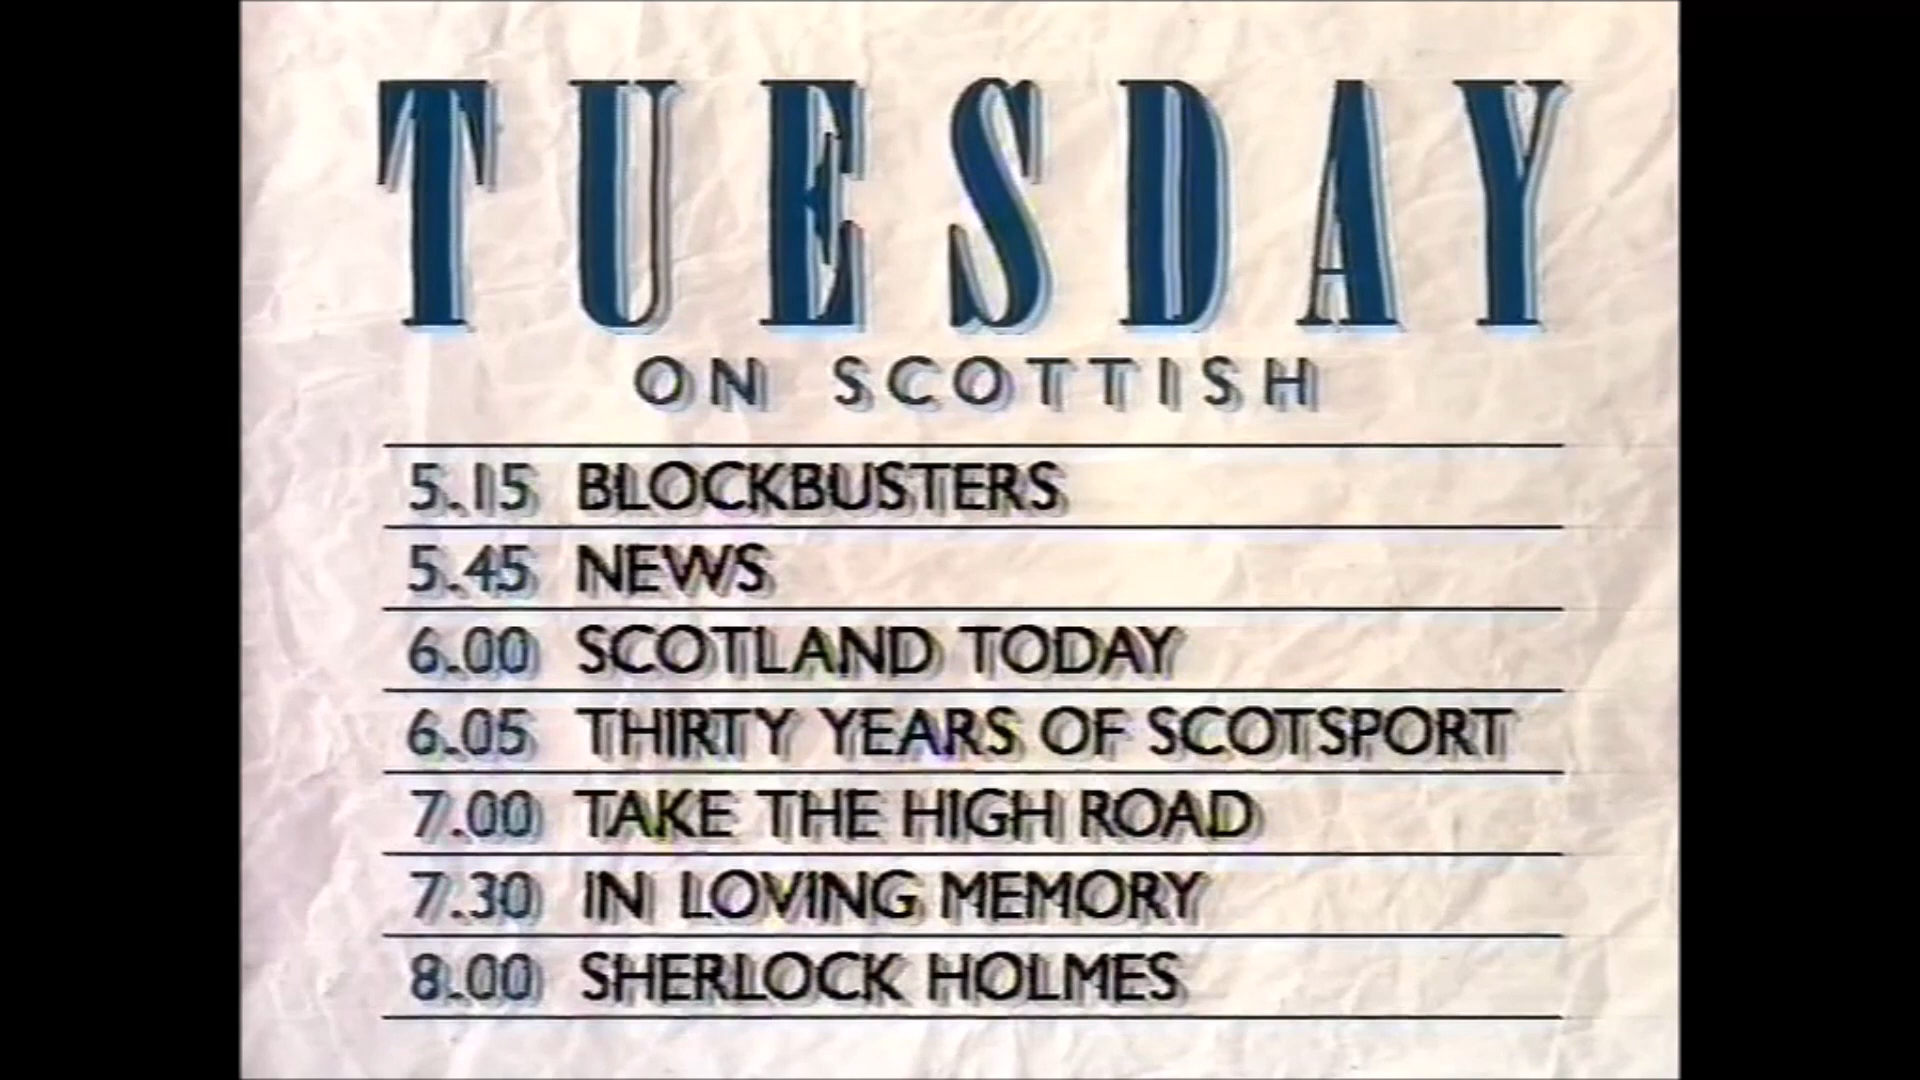 TUESDAY
ON SCOTTISH
5.15 BLOCKBUSTERS
5.45 NEWS
6.00 SCOTLAND TODAY
6.05 THIRTY YEARS OF SCOTSPORT
7.00 TAKE THE HIGH ROAD
7.30 IN LOVING MEMORY
8.00 SHERLOCK HOLMES